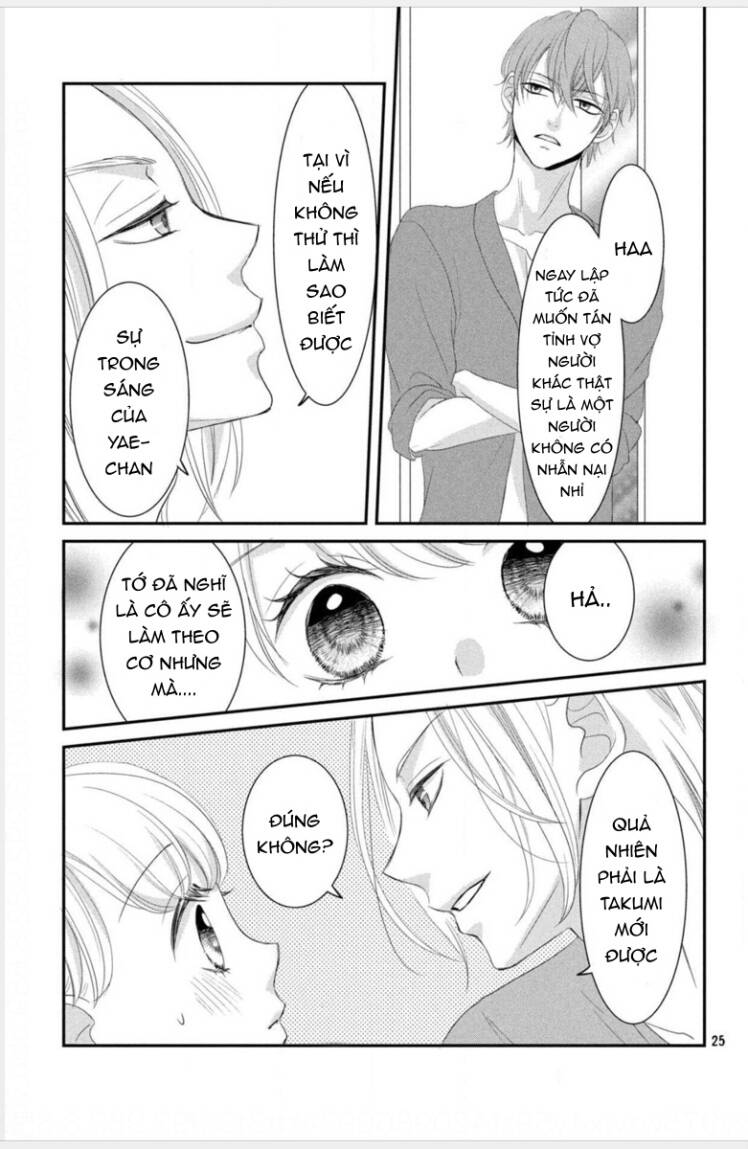 HAA
NGAY LẬP
TỨC ĐÃ
MUỐN TÁN
TỈNH VỢ
NGƯỜI
KHÁC THẬT
SỰ LÀ MỘT
NGƯỜI
KHÔNG CÓ
NHẪN NẠI
NHỈ
TẠI VÌ
NẾU
KHÔNG
THỬ THÌ
LÀM
SAO
BIẾT
ĐƯỢC
SỰ
TRONG
SÁNG
CỦA
YAE-
CHAN
HẢ..
TỚ ĐÃ NGHĨ
LÀ CÔ ẤY SẼ
LÀM THEO
CƠ NHƯNG
MÀ....
QUẢ
NHIÊN
PHẢI LÀ
TAKUMI
MỚI
ĐƯỢC
ĐÚNG
KHÔNG?
25